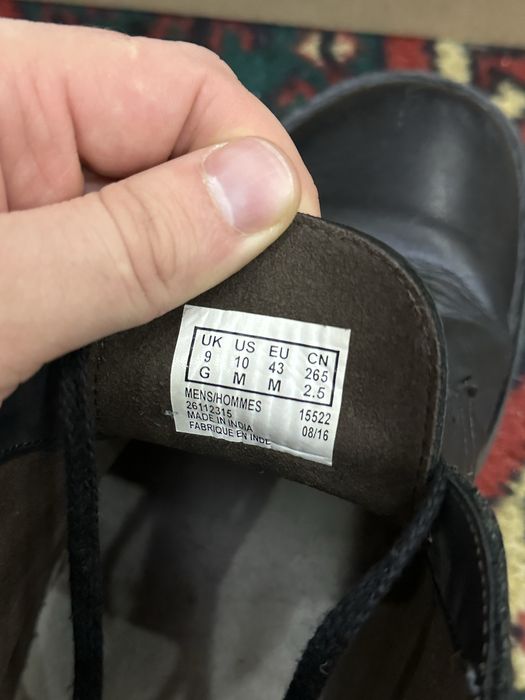 UK US EU CN
9 10 43 265
G M M 2.5
MENS/HOMMES 15522
26112315
MADE IN INDIA 08/16
FABRIQUE EN INDE